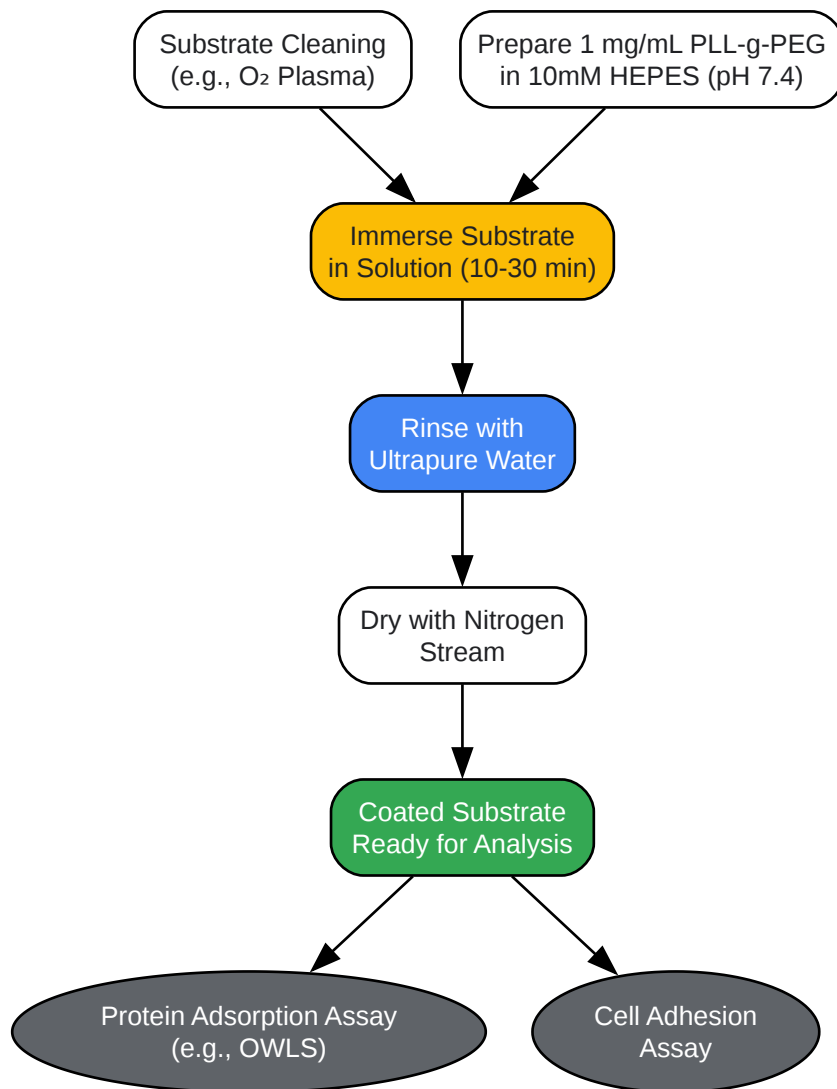 Substrate Cleaning
(e.g., O₂ Plasma)
Prepare 1 mg/mL PLL-g-PEG
in 10mM HEPES (pH 7.4)
Immerse Substrate
in Solution (10-30 min)
Rinse with
Ultrapure Water
Dry with Nitrogen
Stream
Coated Substrate
Ready for Analysis
Protein Adsorption Assay
(e.g., OWLS)
Cell Adhesion
Assay